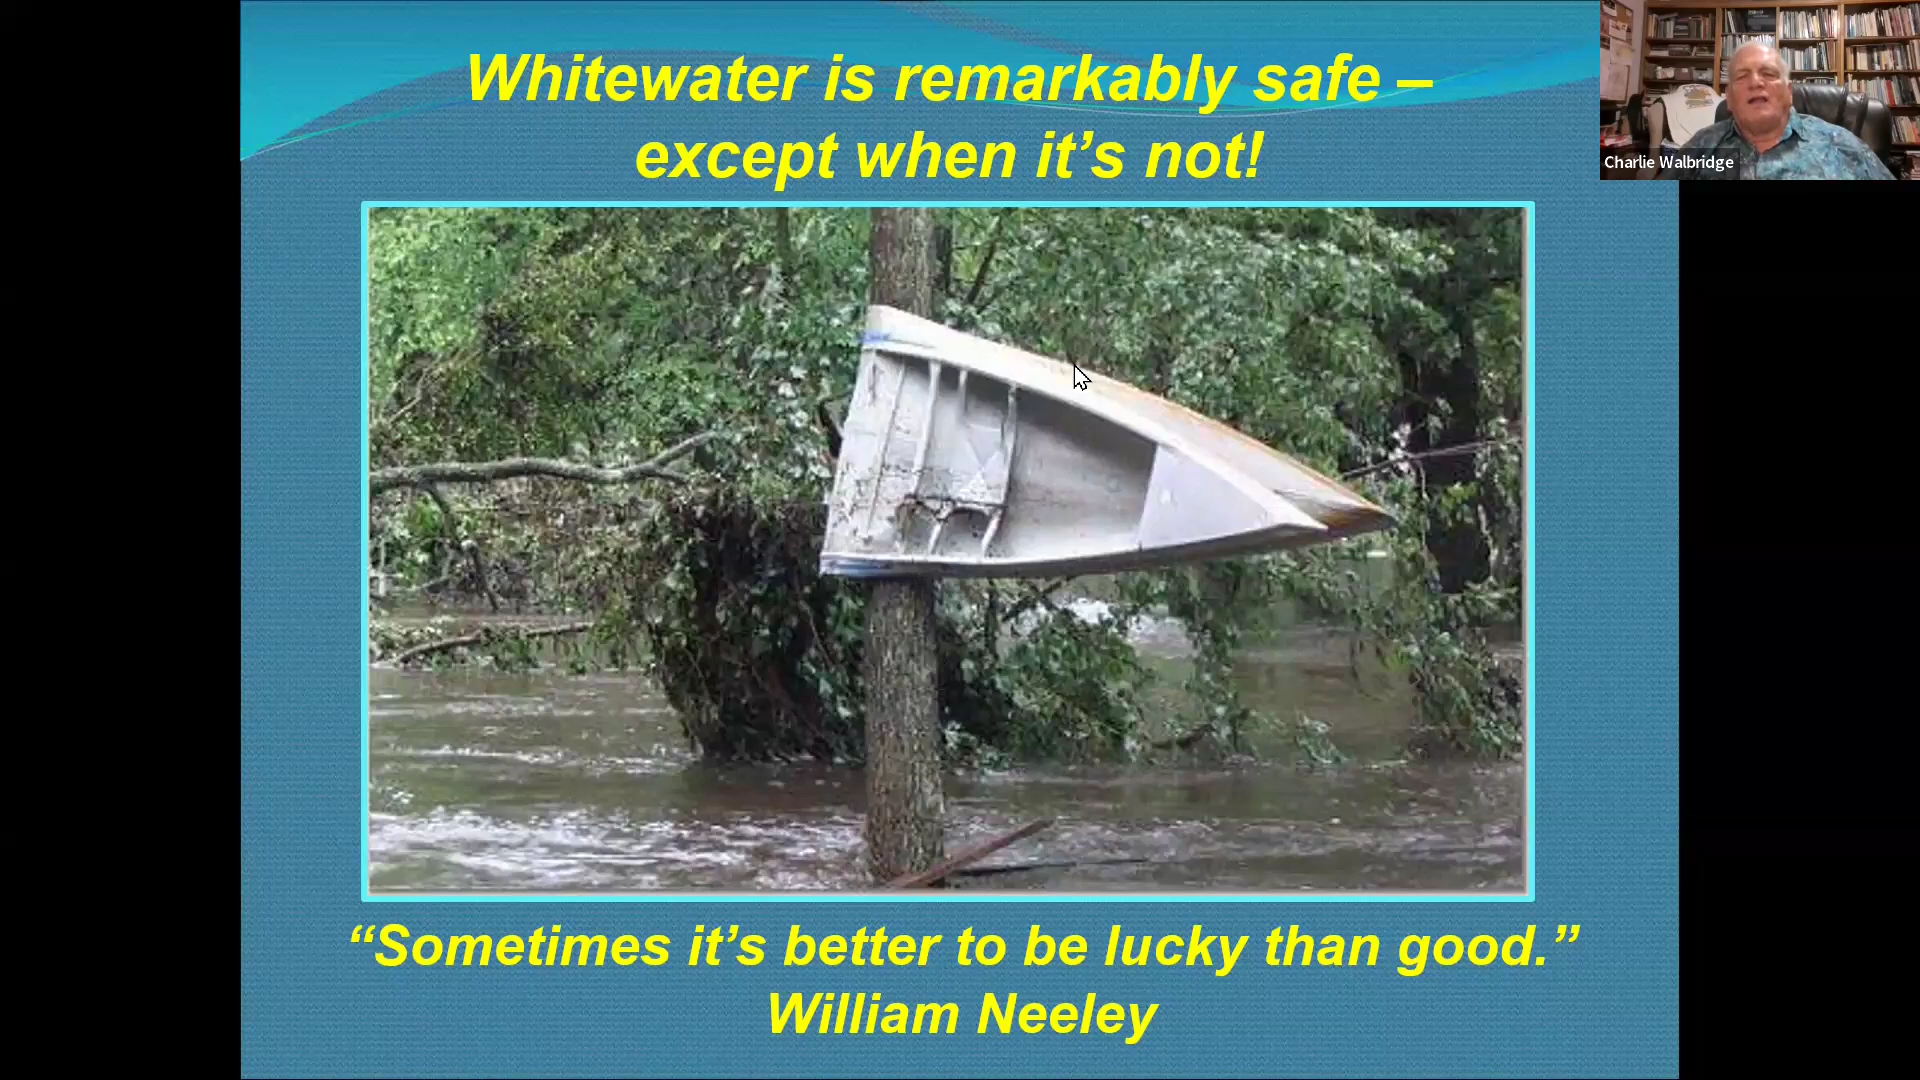 Whitewater is remarkably safe –
except when it’s not!
Charlie Walbridge
“Sometimes it’s better to be lucky than good.”
William Neeley